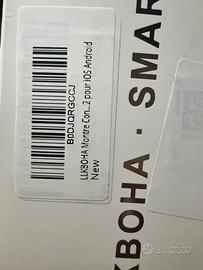 B0DJQRGCCJ
LLKBOHA Montre Con...2 pour iOS Android
New
KBOHA · SMAR
subito